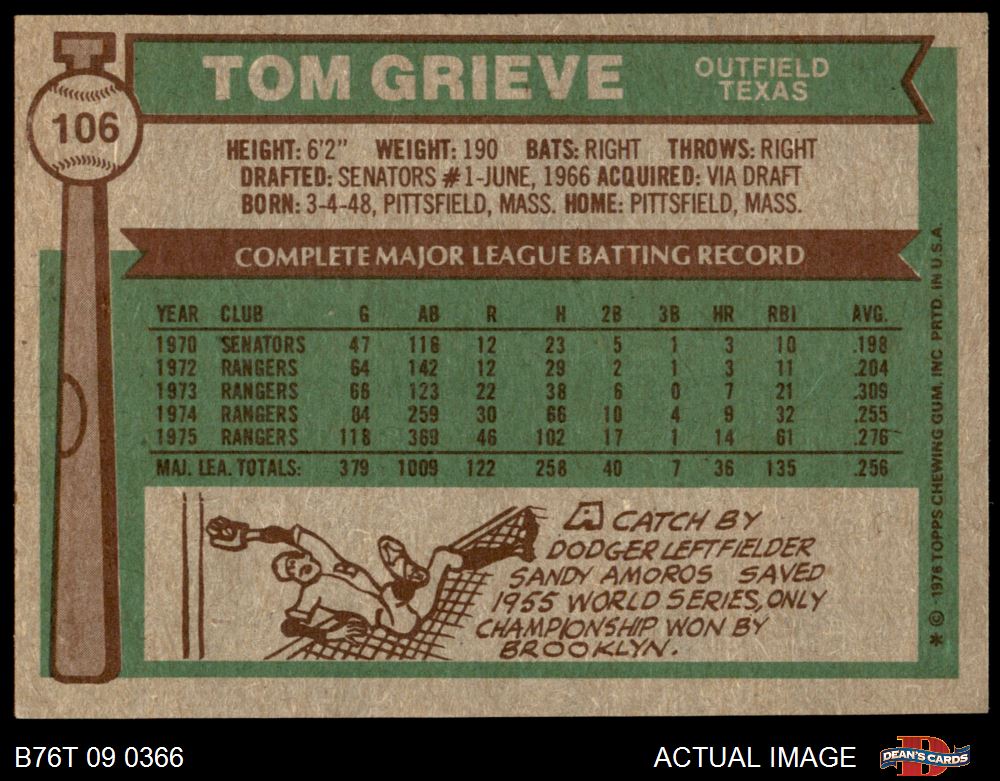 TOM GRIEVE
OUTFIELD
TEXAS
106
HEIGHT: 6'2" WEIGHT: 190 BATS: RIGHT THROWS: RIGHT
DRAFTED: SENATORS #1-JUNE, 1966 ACQUIRED: VIA DRAFT
BORN: 3-4-48, PITTSFIELD, MASS. HOME: PITTSFIELD, MASS.
COMPLETE MAJOR LEAGUE BATTING RECORD
YEAR CLUB G AB R H 2B 3B HR RBI AVG.
1970 SENATORS 47 116 12 23 5 1 3 10 .198
1972 RANGERS 64 142 12 29 2 1 3 11 .204
1973 RANGERS 66 123 22 38 6 0 7 21 .309
1974 RANGERS 84 259 30 66 10 4 9 32 .255
1975 RANGERS 118 369 46 102 17 1 14 61 .276
MAJ. LEA. TOTALS: 379 1009 122 258 40 7 36 135 .256
A CATCH BY
DODGER LEFTFIELDER
SANDY AMOROS SAVED
1955 WORLD SERIES, ONLY
CHAMPIONSHIP WON BY
BROOKLYN.
B
* © · 1976 TOPPS CHEWING GUM, INC PRTD. IN U.S.A.
B76T 09 0366
ACTUAL IMAGE
D
DEAN'S CARDS